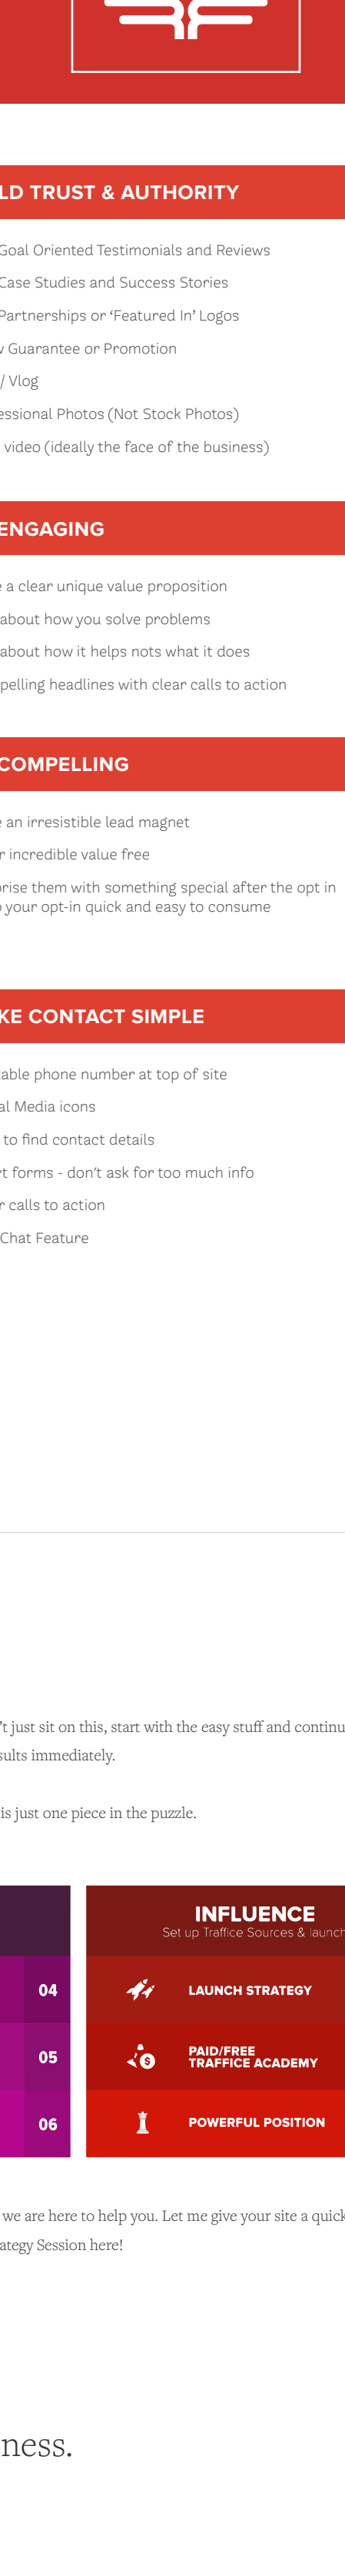 LD TRUST & AUTHORITY
Goal Oriented Testimonials and Reviews
Case Studies and Success Stories
Partnerships or ‘Featured In’ Logos
w Guarantee or Promotion
/ Vlog
essional Photos (Not Stock Photos)
video (ideally the face of the business)
ENGAGING
e a clear unique value proposition
about how you solve problems
about how it helps nots what it does
pelling headlines with clear calls to action
COMPELLING
e an irresistible lead magnet
r incredible value free
prise them with something special after the opt in
p your opt-in quick and easy to consume
KE CONTACT SIMPLE
table phone number at top of site
al Media icons
to find contact details
rt forms - don’t ask for too much info
r calls to action
Chat Feature
’t just sit on this, start with the easy stuff and continu
sults immediately.
is just one piece in the puzzle.
04
05
06
INFLUENCE
Set up Traffice Sources & launch
LAUNCH STRATEGY
PAID/FREE
TRAFFICE ACADEMY
POWERFUL POSITION
we are here to help you. Let me give your site a quick
ategy Session here!
ness.